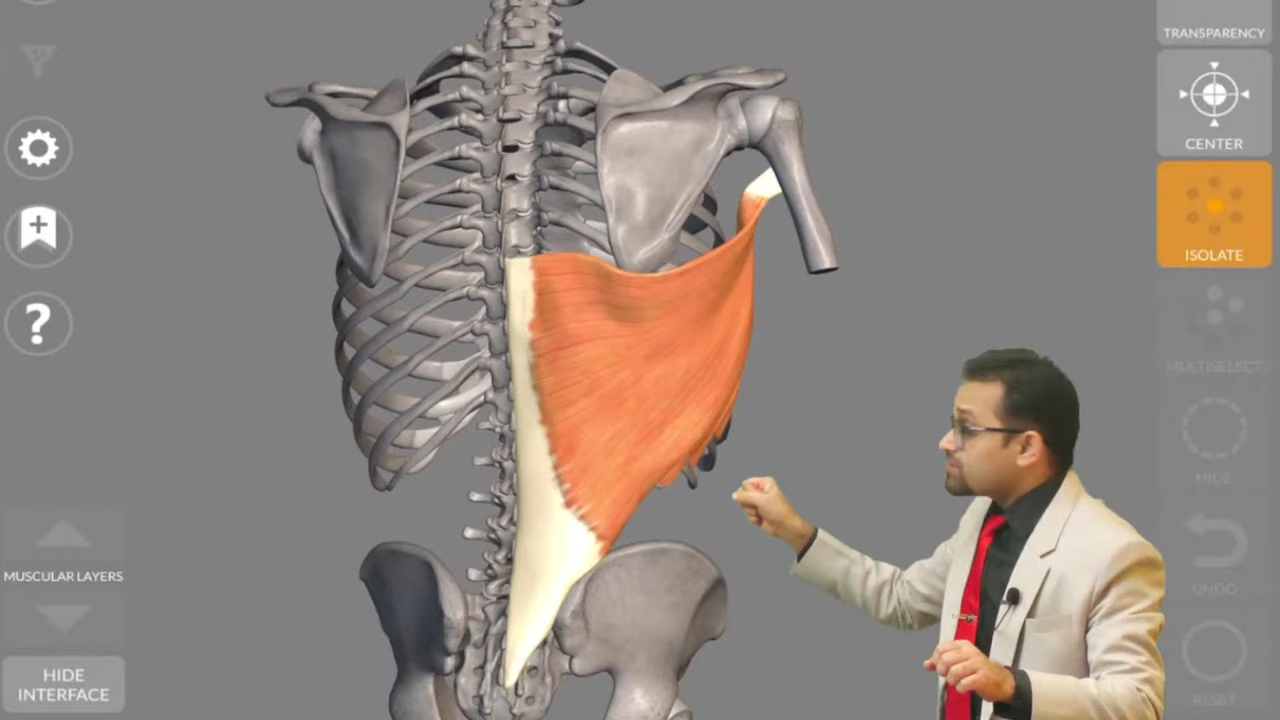 TRANSPARENCY
CENTER
ISOLATE
MULTISELECT
HIDE
UNDO
RESET
?
MUSCULAR LAYERS
HIDE
INTERFACE